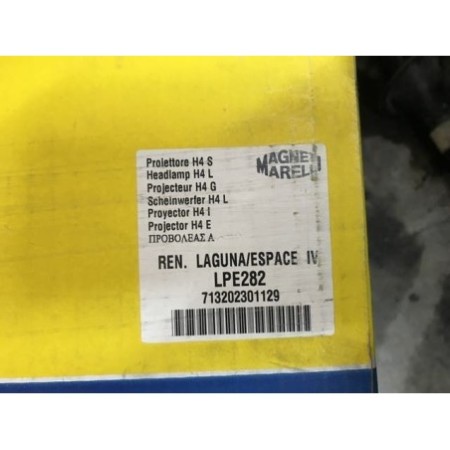 MAGNETI
MARELLI
Proiettore H4 S
Headlamp H4 L
Projecteur H4 G
Scheinwerfer H4 L
Proyector H4 I
Projector H4 E
ΠΡΟΒΟΛΕΑΣ Λ
REN. LAGUNA/ESPACE IV
LPE282
713202301129